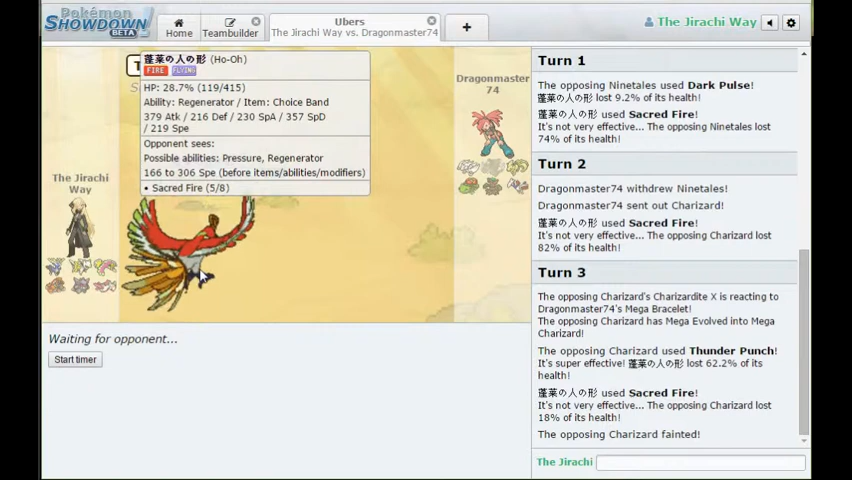 Pokémon
SHOWDOWN!
BETA
Home
Teambuilder
Ubers
The Jirachi Way vs. Dragonmaster74
+
The Jirachi Way
蓬莱の人の形 (Ho-Oh)
FIRE FLYING
HP: 28.7% (119/415)
Ability: Regenerator / Item: Choice Band
379 Atk / 216 Def / 230 SpA / 357 SpD
/ 219 Spe
Opponent sees:
Possible abilities: Pressure, Regenerator
166 to 306 Spe (before items/abilities/modifiers)
• Sacred Fire (5/8)
The Jirachi
Way
Dragonmaster
74
Waiting for opponent...
Start timer
Turn 1
The opposing Ninetales used Dark Pulse!
蓬莱の人の形 lost 9.2% of its health!
蓬莱の人の形 used Sacred Fire!
It's not very effective... The opposing Ninetales lost
74% of its health!
Turn 2
Dragonmaster74 withdrew Ninetales!
Dragonmaster74 sent out Charizard!
蓬莱の人の形 used Sacred Fire!
It's not very effective... The opposing Charizard lost
82% of its health!
Turn 3
The opposing Charizard's Charizardite X is reacting to
Dragonmaster74's Mega Bracelet!
The opposing Charizard has Mega Evolved into Mega
Charizard!
The opposing Charizard used Thunder Punch!
It's super effective! 蓬莱の人の形 lost 62.2% of its
health!
蓬莱の人の形 used Sacred Fire!
It's not very effective... The opposing Charizard lost
18% of its health!
The opposing Charizard fainted!
The Jirachi